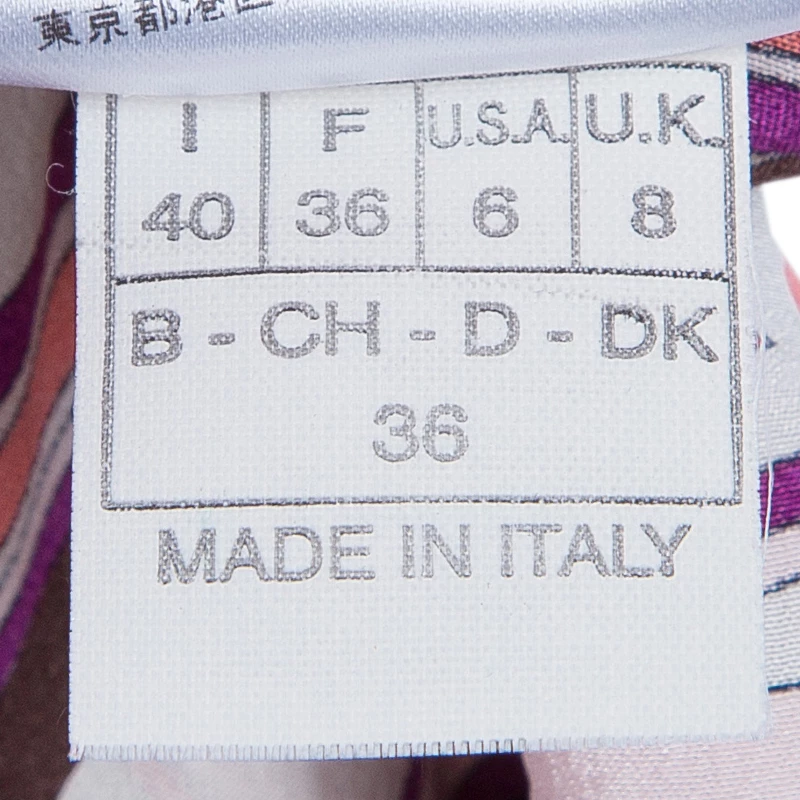 東京都港区
I F U.S.A. U.K.
40 36 6 8
B - CH - D - DK
36
MADE IN ITALY